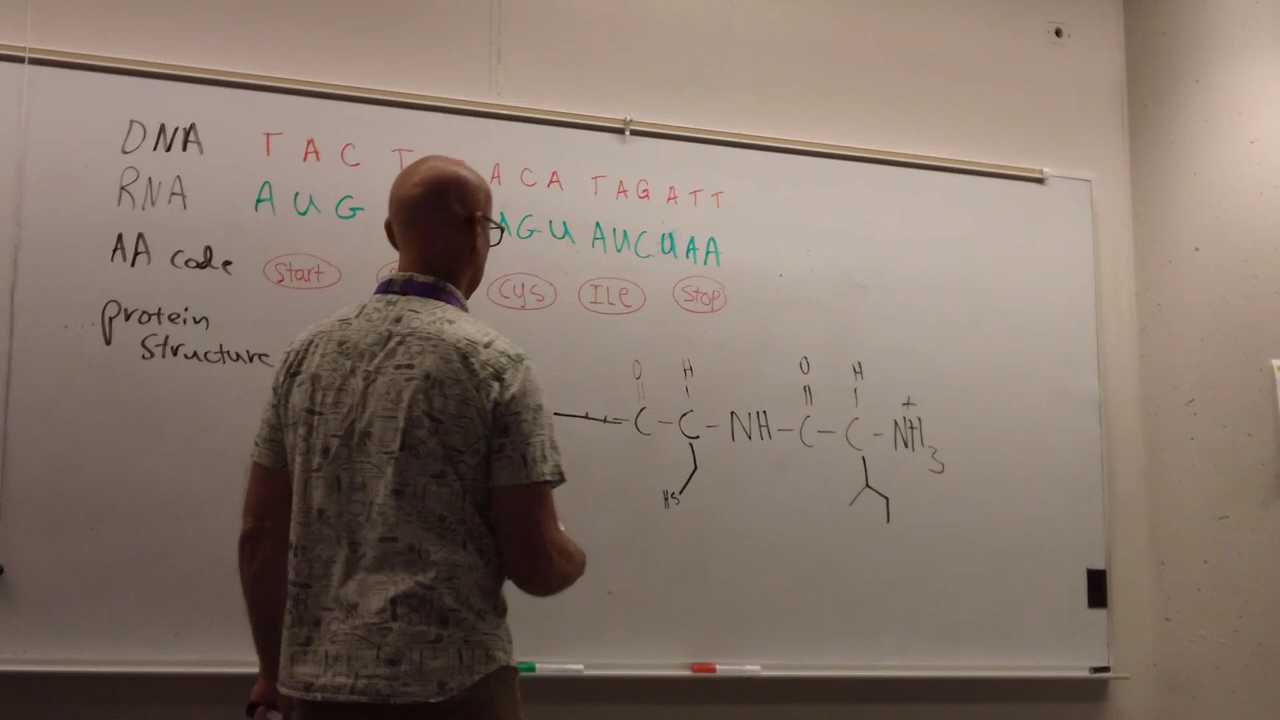 DNA T A C T A C A T A G A T T
RNA A U G A G U A U C U A A
AA code Start Cys ILe Stop
protein
structure
O H O H +
C - C - NH - C - C - NH3
HS